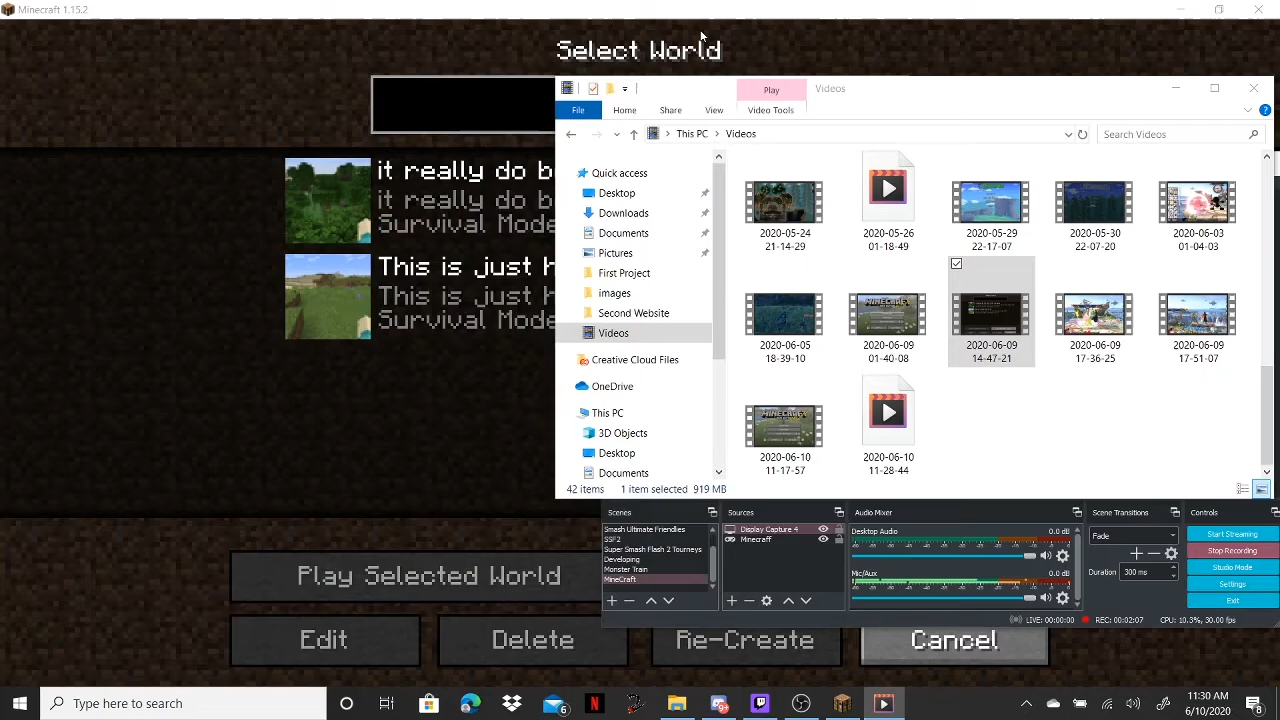 Minecraft 1.15.2
Select World
Play
Videos
File
Home
Share
View
Video Tools
This PC
Videos
Search Videos
it really do b
it really do b
Survival Mode
This is just h
This is just h
Survival Mode
Quick access
Desktop
Downloads
Documents
Pictures
First Project
images
Second Website
Videos
Creative Cloud Files
OneDrive
This PC
3D Objects
Desktop
Documents
2020-05-24
21-14-29
2020-05-26
01-18-49
2020-05-29
22-17-07
2020-05-30
22-07-20
2020-06-03
01-04-03
2020-06-05
18-39-10
MINECRAFT
2020-06-09
01-40-08
2020-06-09
14-47-21
2020-06-09
17-36-25
2020-06-09
17-51-07
MINECRAFT
2020-06-10
11-17-57
2020-06-10
11-28-44
42 items
1 item selected
919 MB
Scenes
Smash Ultimate Friendlies
SSF2
Super Smash Flash 2 Tourneys
Developing
Monster Train
MineCraft
Sources
Display Capture 4
Minecraft
Audio Mixer
Desktop Audio
0.0 dB
Mic/Aux
0.0 dB
Scene Transitions
Fade
Duration
300 ms
Controls
Start Streaming
Stop Recording
Studio Mode
Settings
Exit
LIVE: 00:00:00
REC: 00:02:07
CPU: 10.3%, 30.00 fps
Play Selected World
Edit
Delete
Re-Create
Cancel
Type here to search
11:30 AM
6/10/2020